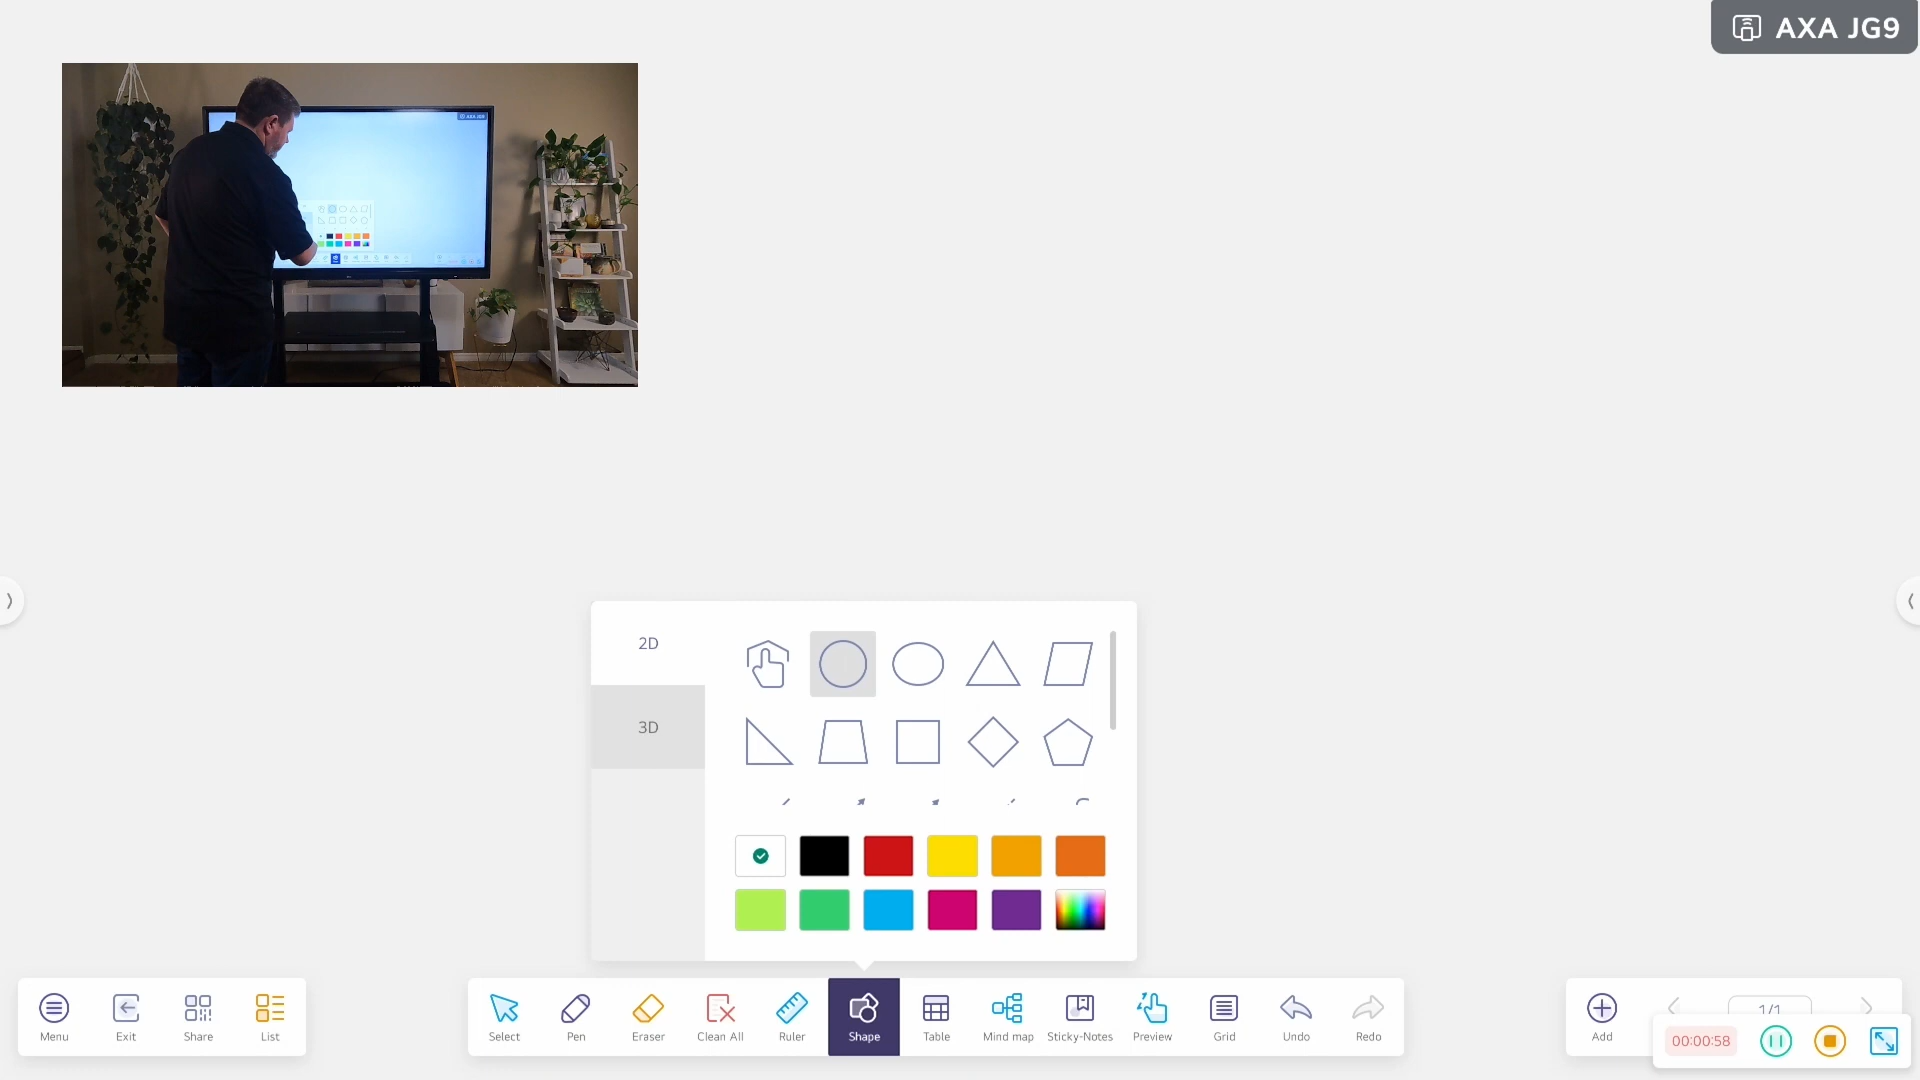 AXA JG9
2D
3D
Menu
Exit
Share
List
Select
Pen
Eraser
Clean All
Ruler
Shape
Table
Mind map
Sticky-Notes
Preview
Grid
Undo
Redo
Add
1/1
00:00:58